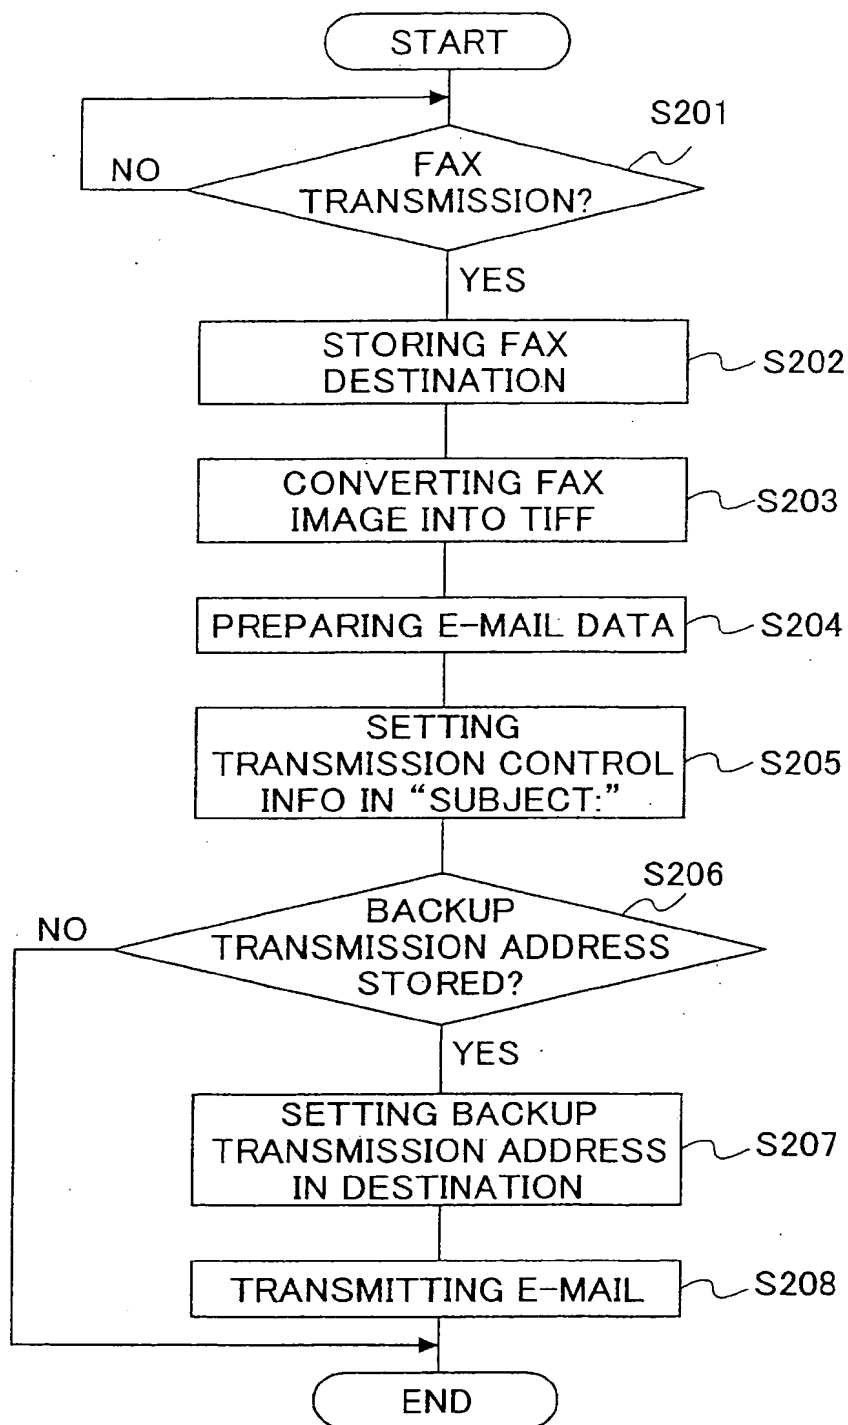 START
S201
FAX
TRANSMISSION?
NO
YES
STORING FAX
DESTINATION
S202
CONVERTING FAX
IMAGE INTO TIFF
S203
PREPARING E-MAIL DATA
S204
SETTING
TRANSMISSION CONTROL
INFO IN “SUBJECT:”
S205
S206
BACKUP
TRANSMISSION ADDRESS
STORED?
NO
YES
SETTING BACKUP
TRANSMISSION ADDRESS
IN DESTINATION
S207
TRANSMITTING E-MAIL
S208
END